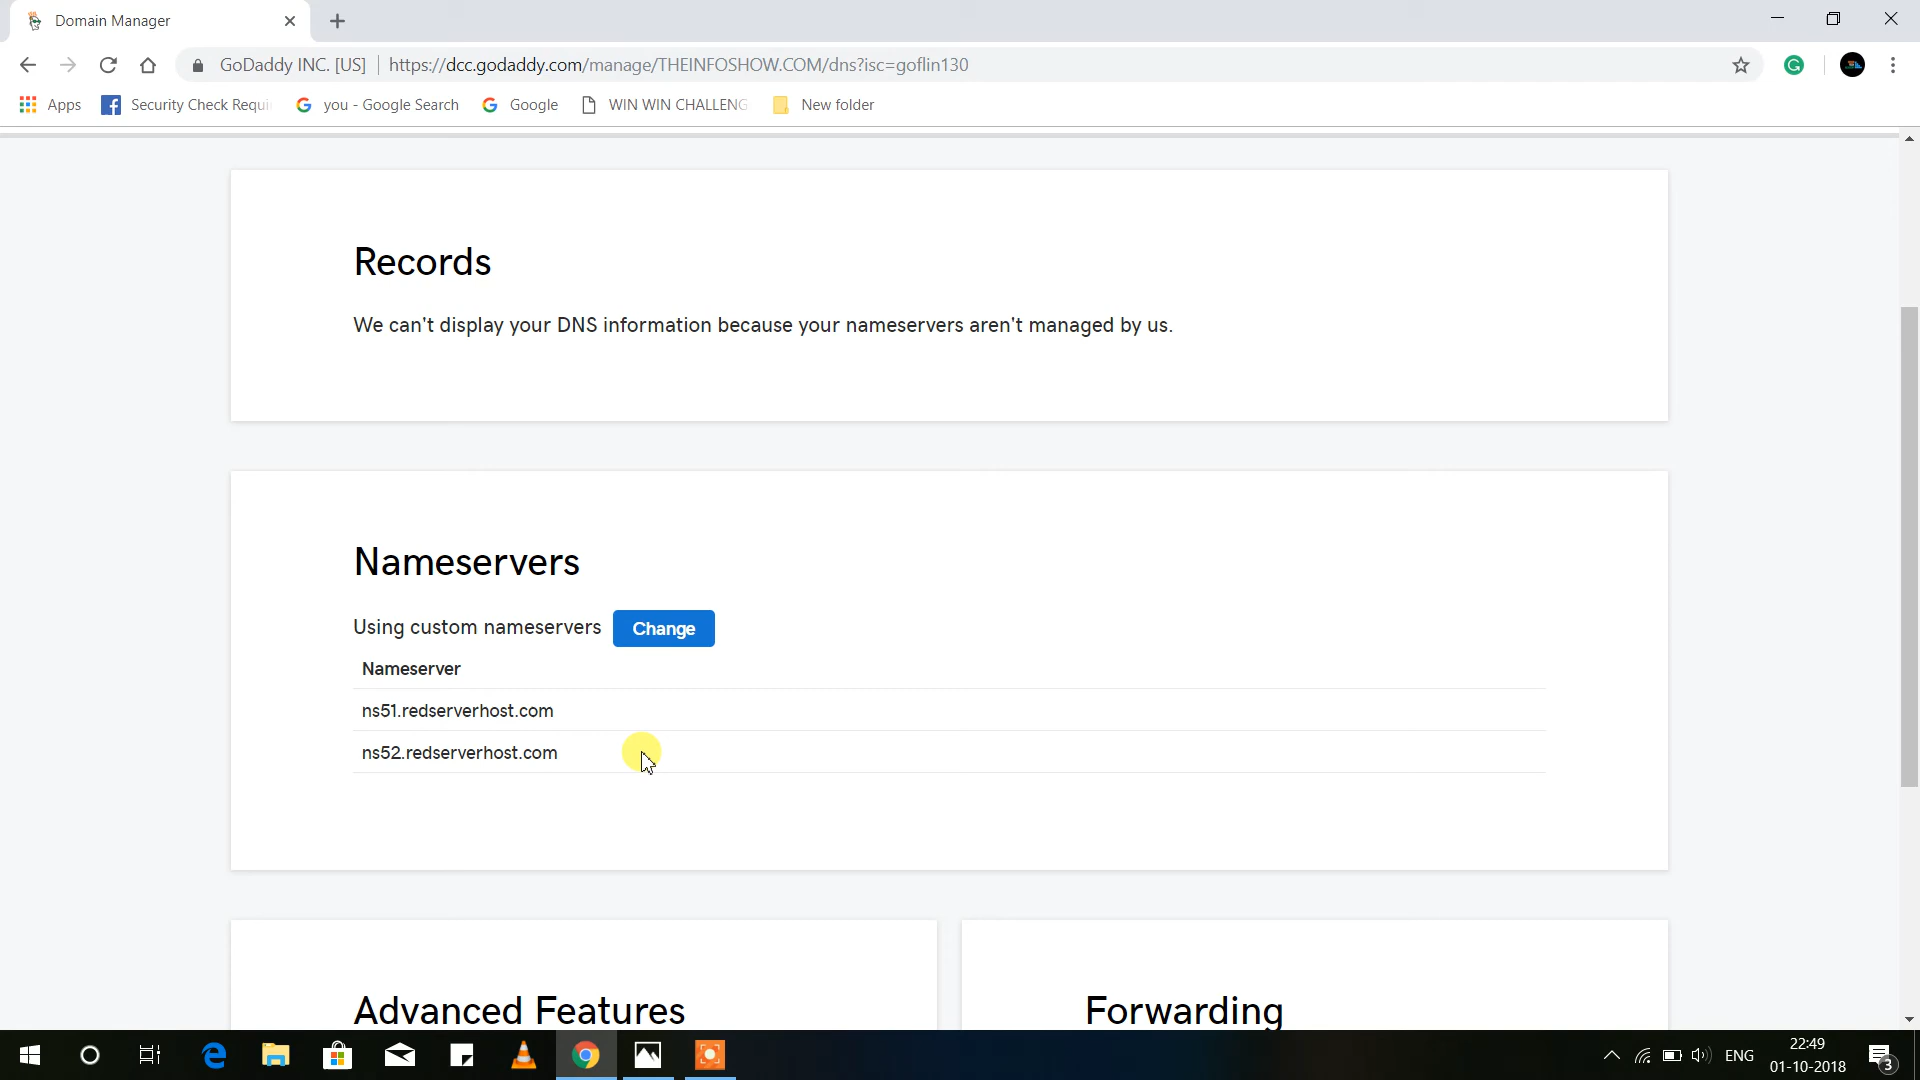 Domain Manager
GoDaddy INC. [US] | https://dcc.godaddy.com/manage/THEINFOSHOW.COM/dns?isc=goflin130
Apps Security Check Requi you - Google Search Google WIN WIN CHALLENG New folder
Records
We can't display your DNS information because your nameservers aren't managed by us.
Nameservers
Using custom nameservers Change
Nameserver
ns51.redserverhost.com
ns52.redserverhost.com
Advanced Features Forwarding
ENG 22:49
01-10-2018 3